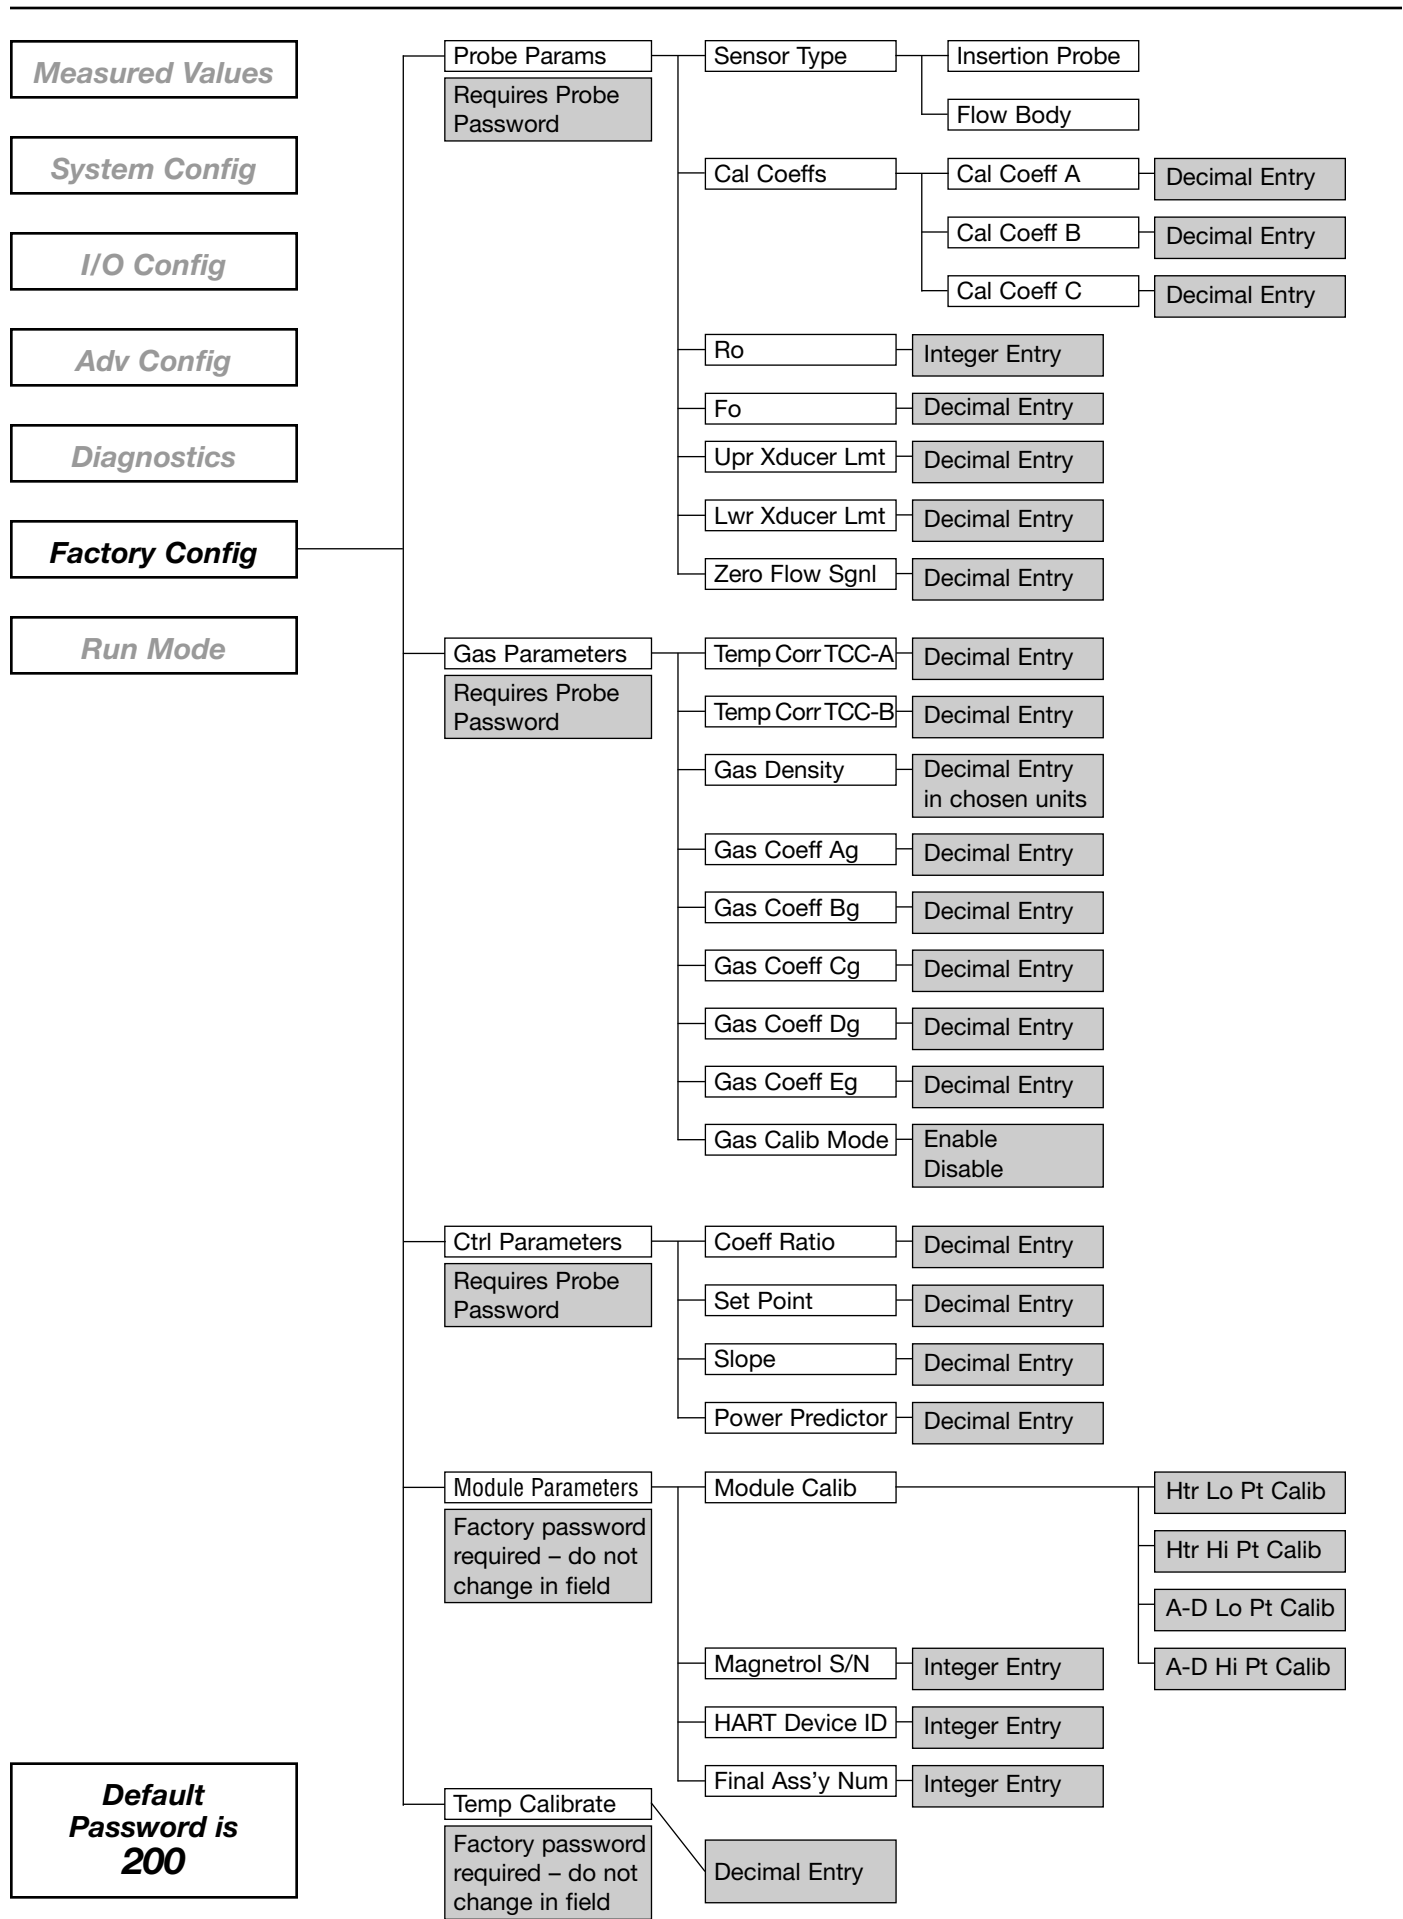 Measured Values
System Config
I/O Config
Adv Config
Diagnostics
Factory Config
Run Mode
Default
Password is
200
Probe Params
Requires Probe
Password
Sensor Type
Insertion Probe
Flow Body
Cal Coeffs
Cal Coeff A
Decimal Entry
Cal Coeff B
Decimal Entry
Cal Coeff C
Decimal Entry
Ro
Integer Entry
Fo
Decimal Entry
Upr Xducer Lmt
Decimal Entry
Lwr Xducer Lmt
Decimal Entry
Zero Flow Sgnl
Decimal Entry
Gas Parameters
Requires Probe
Password
Temp Corr TCC-A
Decimal Entry
Temp Corr TCC-B
Decimal Entry
Gas Density
Decimal Entry
in chosen units
Gas Coeff Ag
Decimal Entry
Gas Coeff Bg
Decimal Entry
Gas Coeff Cg
Decimal Entry
Gas Coeff Dg
Decimal Entry
Gas Coeff Eg
Decimal Entry
Gas Calib Mode
Enable
Disable
Ctrl Parameters
Requires Probe
Password
Coeff Ratio
Decimal Entry
Set Point
Decimal Entry
Slope
Decimal Entry
Power Predictor
Decimal Entry
Module Parameters
Factory password
required – do not
change in field
Module Calib
Htr Lo Pt Calib
Htr Hi Pt Calib
A-D Lo Pt Calib
A-D Hi Pt Calib
Magnetrol S/N
Integer Entry
HART Device ID
Integer Entry
Final Ass’y Num
Integer Entry
Temp Calibrate
Factory password
required – do not
change in field
Decimal Entry